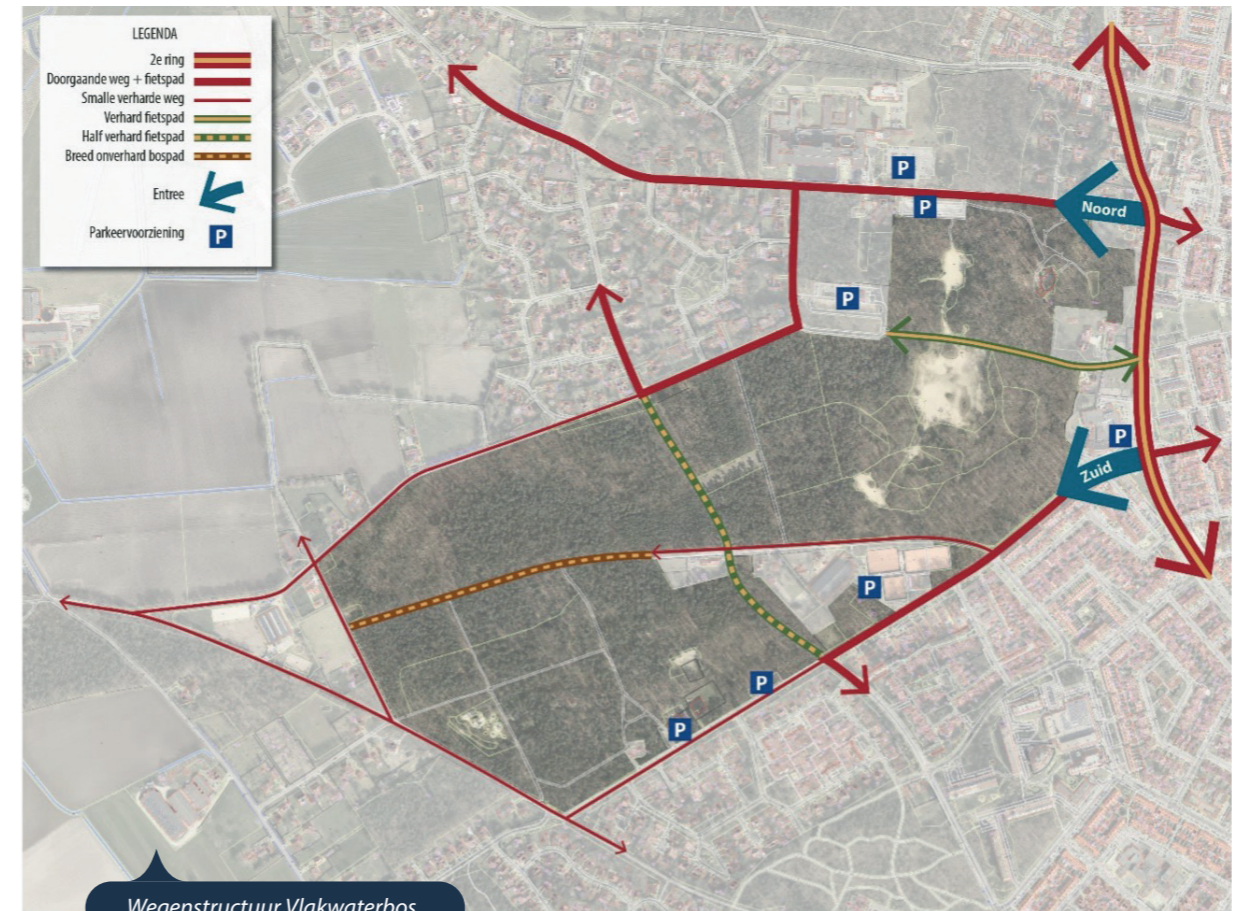 LEGENDA
2e ring
Doorgaande weg + fietspad
Smalle verharde weg
Verhard fietspad
Half verhard fietspad
Breed onverhard bospad
Entree
Parkeervoorziening P
P
P
Noord
P
P
Zuid
P
P
P
Wegenstructuur Vlakwaterbos